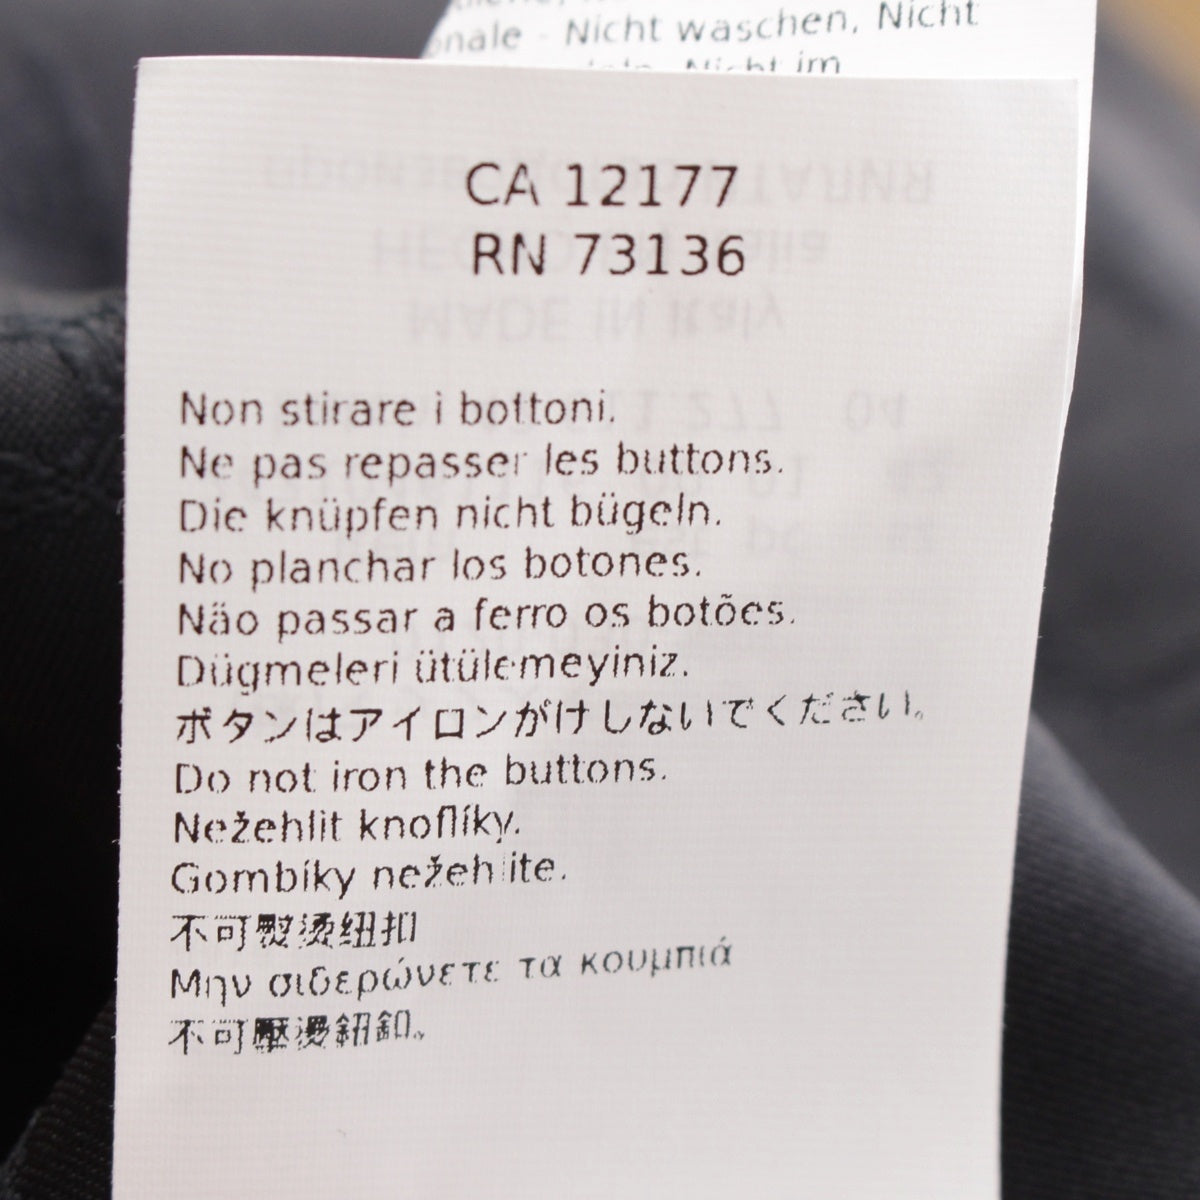 onale - Nicht waschen, Nicht
Nicht im
CA 12177
RN 73136
Non stirare i bottoni.
Ne pas repasser les buttons.
Die knüpfen nicht bügeln.
No planchar los botones.
Não passar a ferro os botões.
Dügmeleri ütülemeyiniz.
ボタンはアイロンがけしないでください。
Do not iron the buttons.
Nežehlit knoflíky.
Gombíky nežehlite.
不可熨烫纽扣
Μην σιδερώνετε τα κουμπιά
不可壓燙鈕釦。